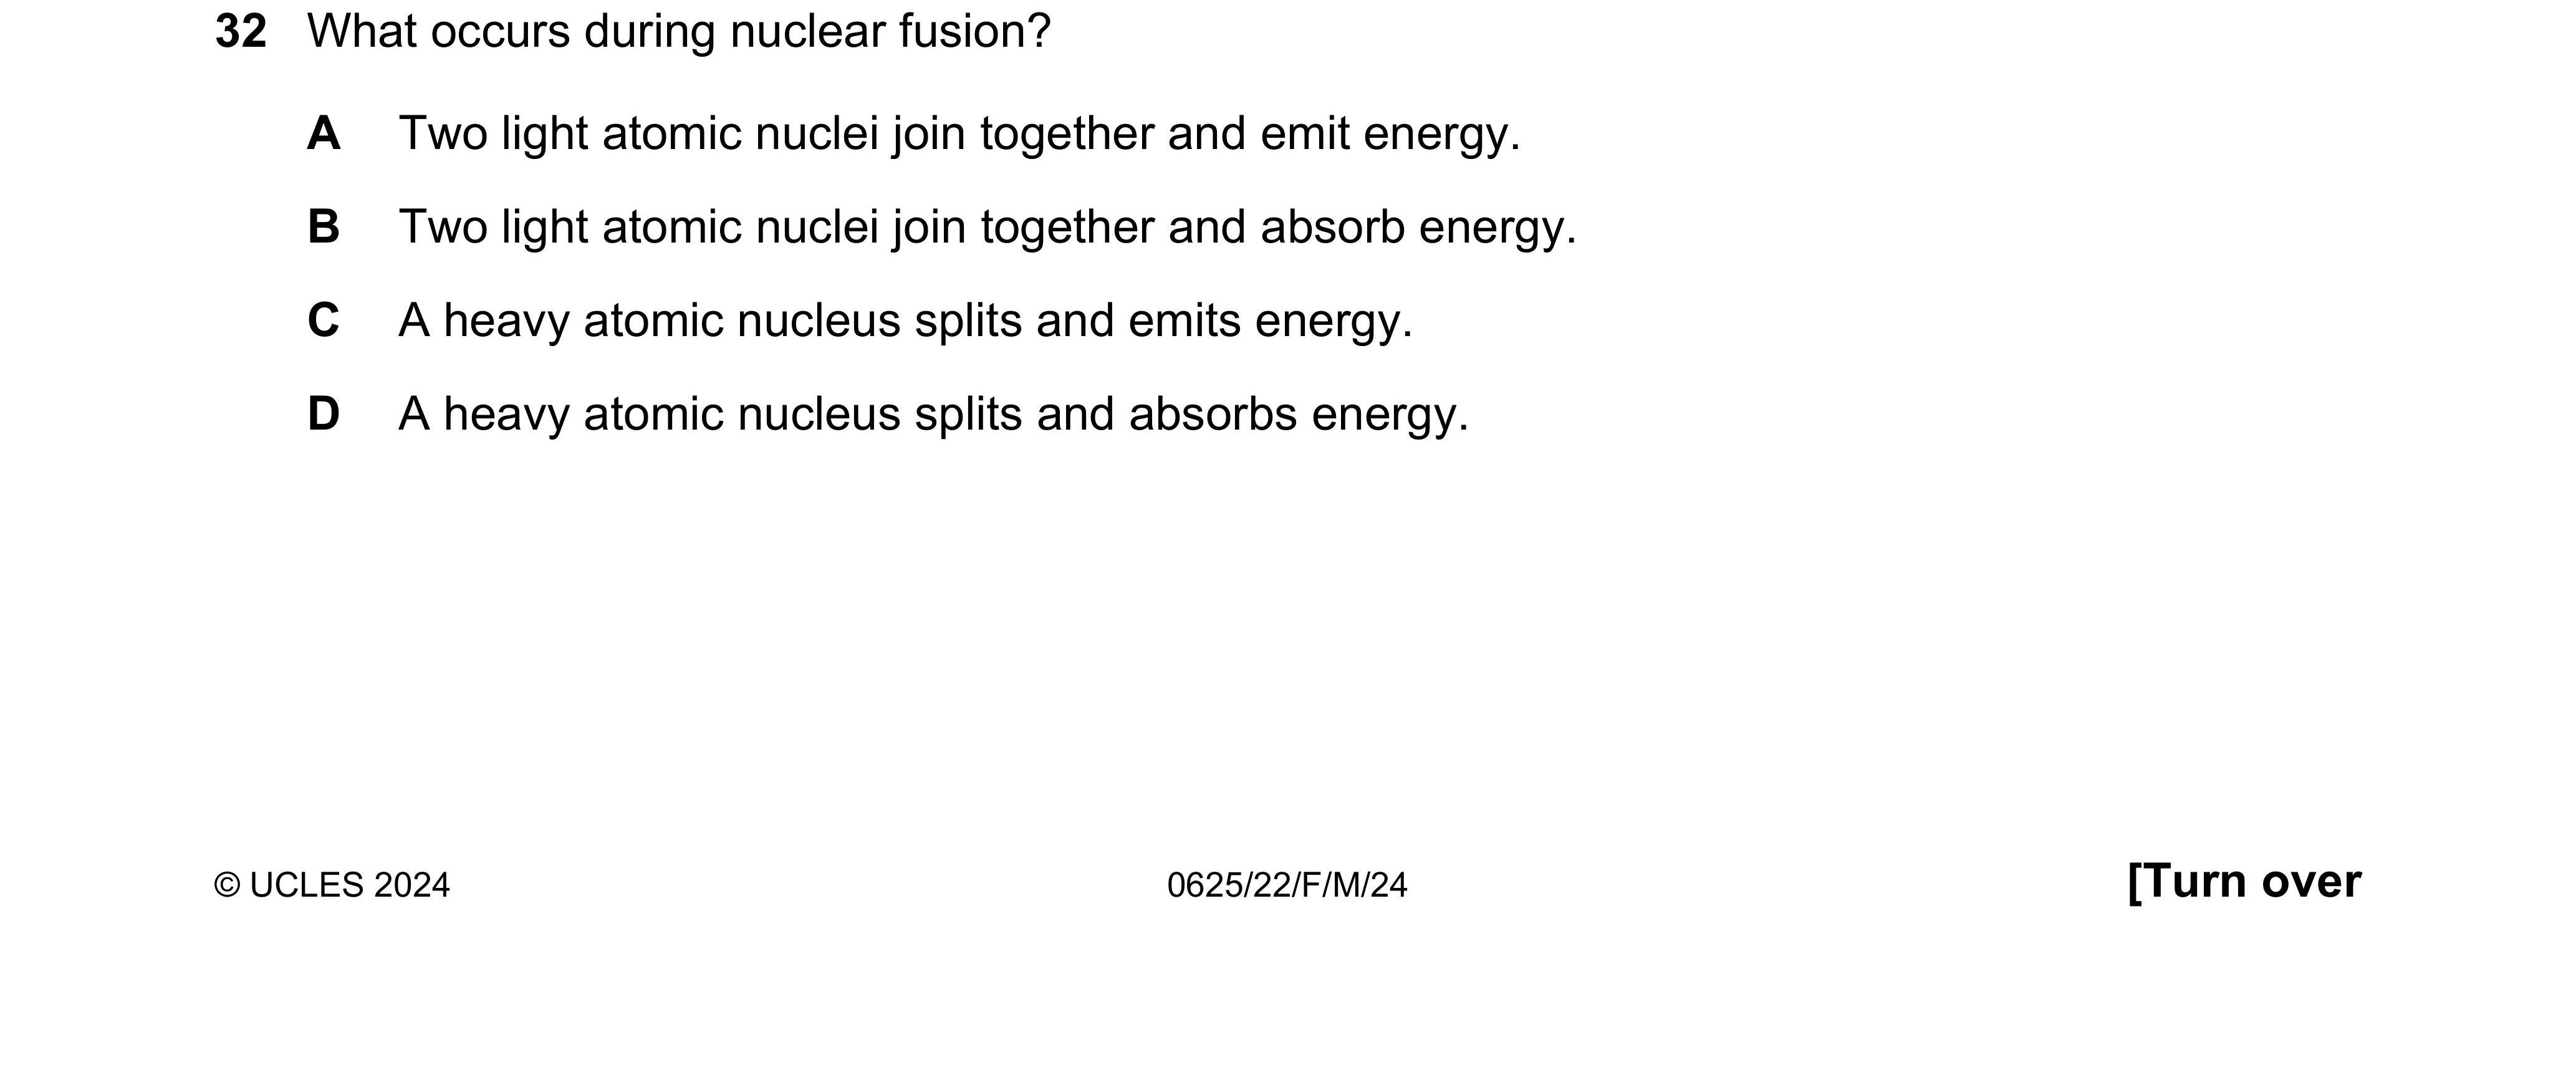 32 What occurs during nuclear fusion?
A Two light atomic nuclei join together and emit energy.
B Two light atomic nuclei join together and absorb energy.
C A heavy atomic nucleus splits and emits energy.
D A heavy atomic nucleus splits and absorbs energy.
© UCLES 2024 0625/22/F/M/24 [Turn over